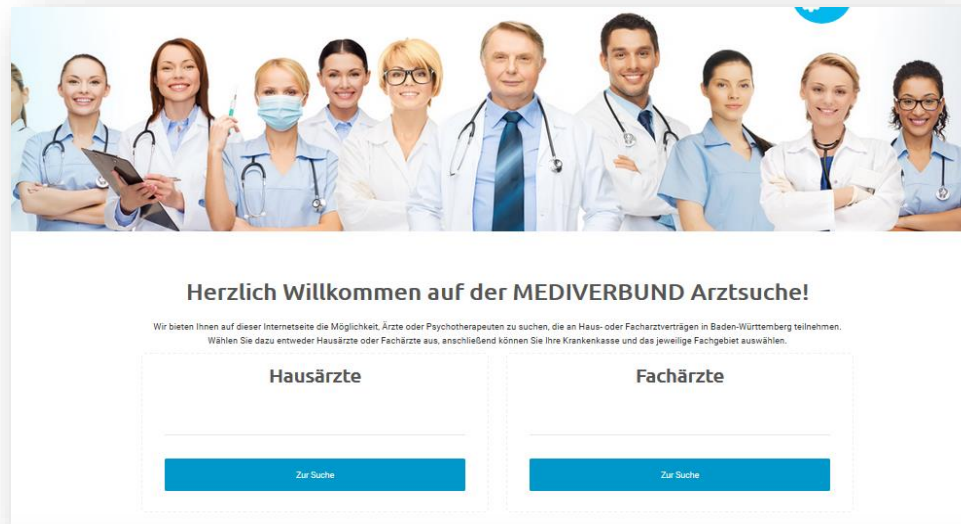 Herzlich Willkommen auf der MEDIVERBUND Arztsuche!
Wir bieten Ihnen auf dieser Internetseite die Möglichkeit, Ärzte oder Psychotherapeuten zu suchen, die an Haus- oder Facharztverträgen in Baden-Württemberg teilnehmen.
Wählen Sie dazu entweder Hausärzte oder Fachärzte aus, anschließend können Sie Ihre Krankenkasse und das jeweilige Fachgebiet auswählen.
Hausärzte
Fachärzte
Zur Suche
Zur Suche